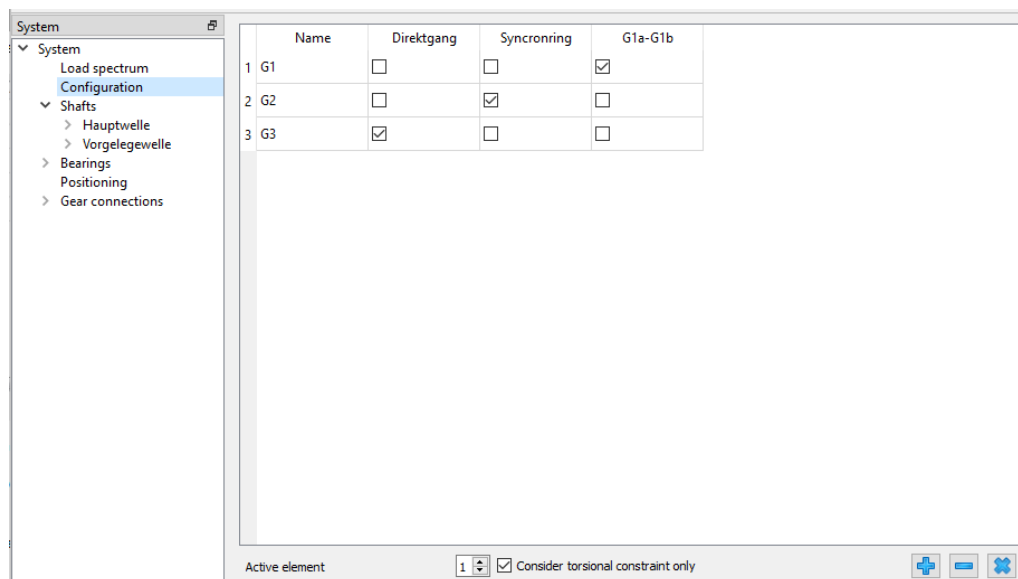 System
System
Load spectrum
Configuration
Shafts
Hauptwelle
Vorgelegewelle
Bearings
Positioning
Gear connections
Name Direktgang Syncronring G1a-G1b
1 G1
2 G2
3 G3
Active element 1 Consider torsional constraint only